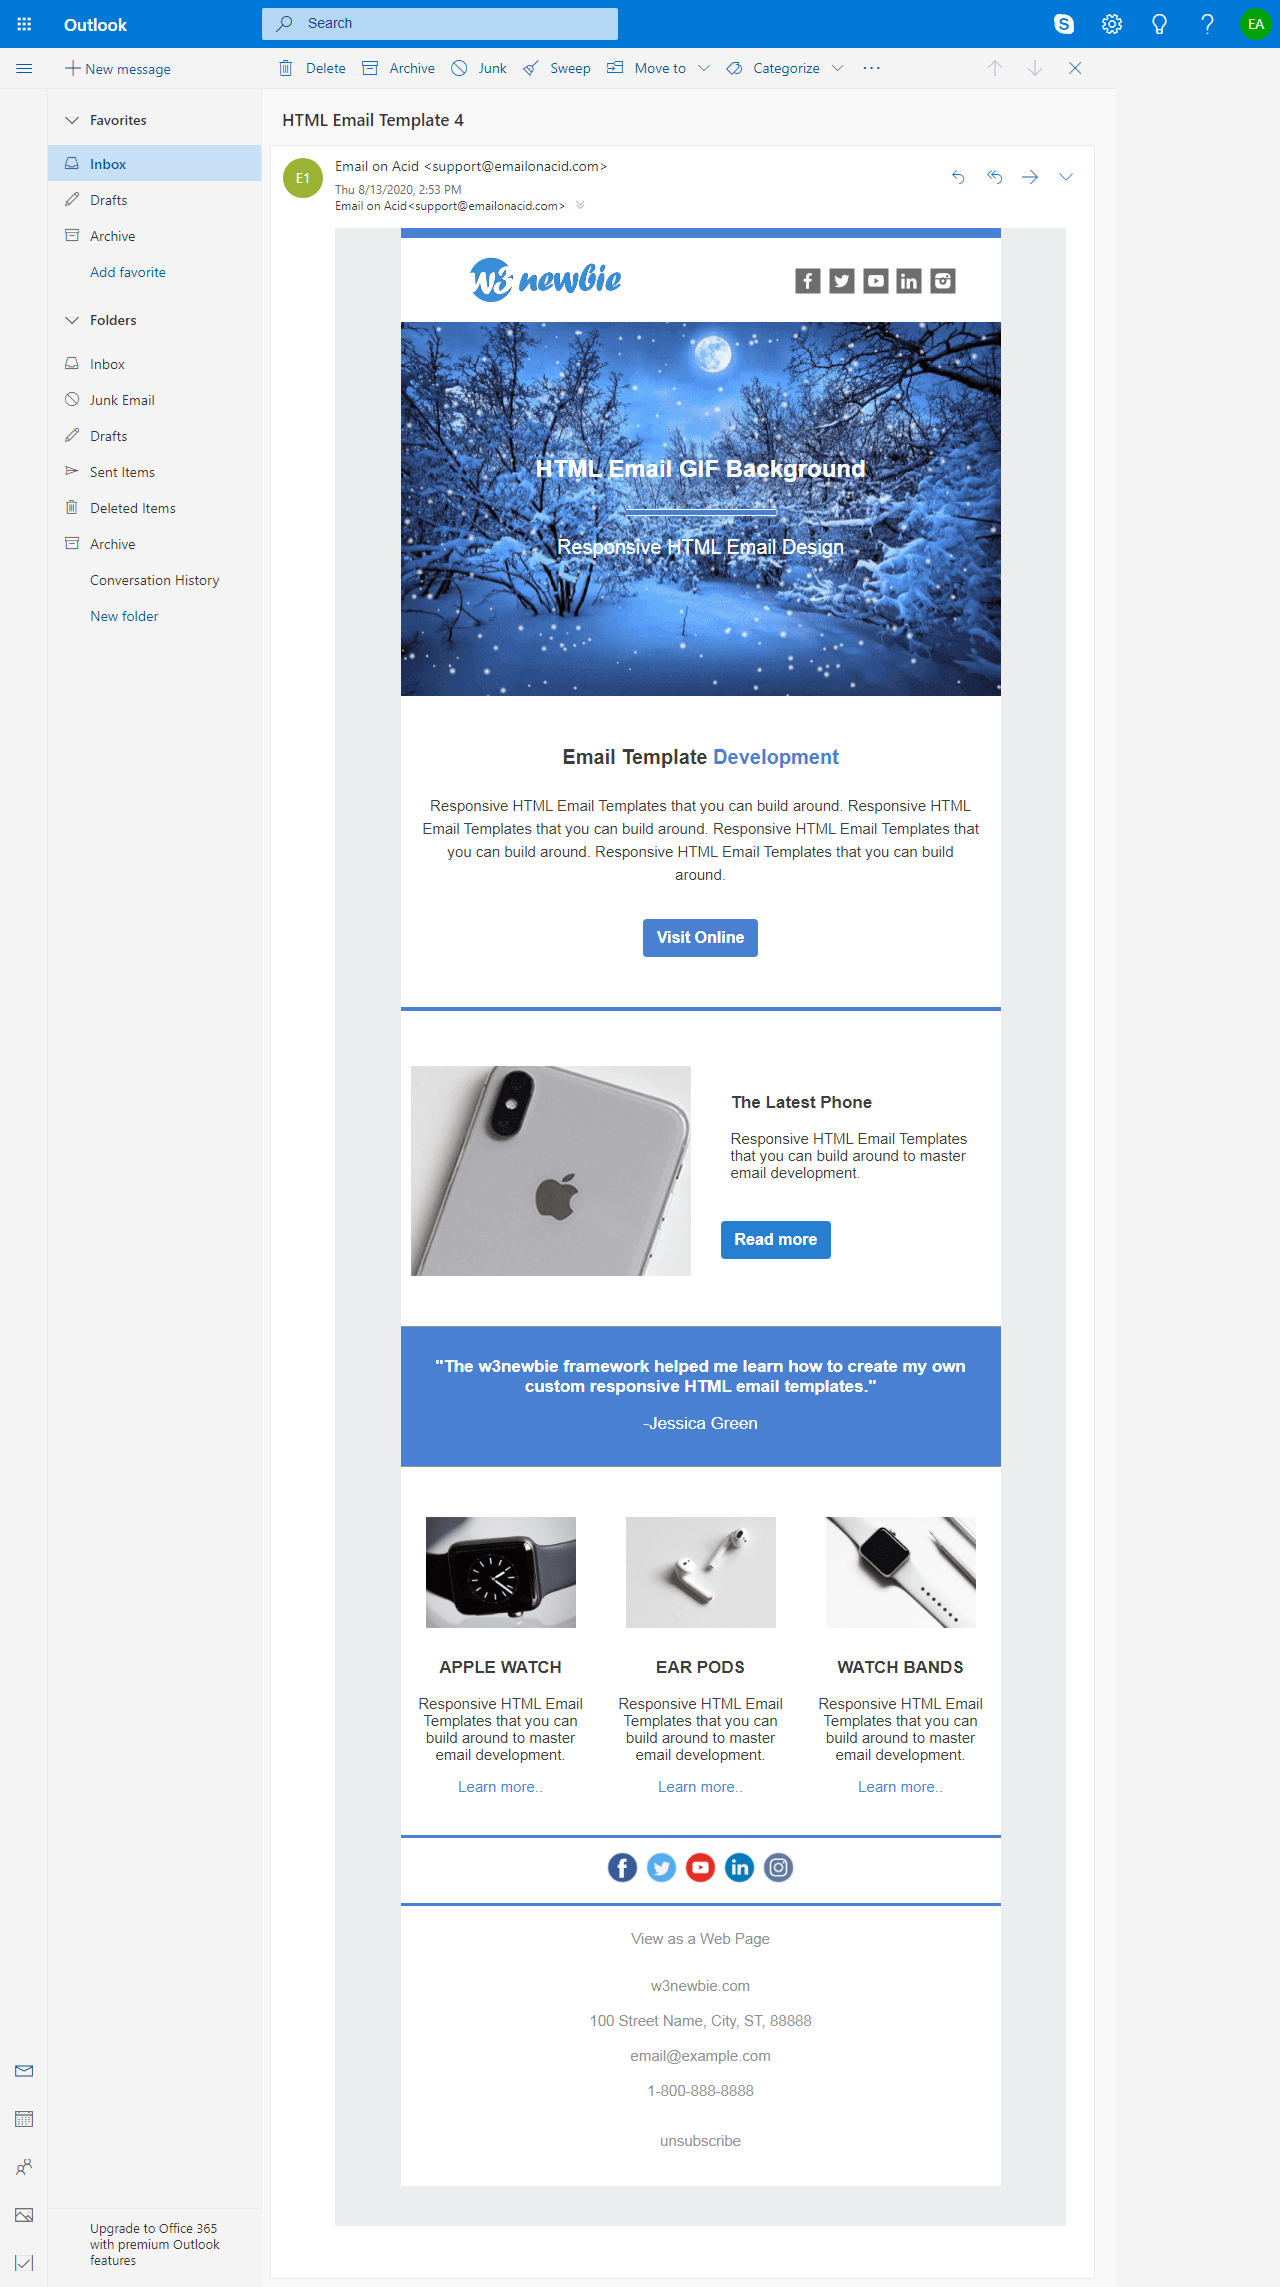 Outlook
Search
EA
New message
Delete
Archive
Junk
Sweep
Move to
Categorize
Favorites
Inbox
Drafts
Archive
Add favorite
Folders
Inbox
Junk Email
Drafts
Sent Items
Deleted Items
Archive
Conversation History
New folder
Upgrade to Office 365
with premium Outlook
features
HTML Email Template 4
E1
Email on Acid <support@emailonacid.com>
Thu 8/13/2020, 2:53 PM
Email on Acid<support@emailonacid.com>
W3 newbie
HTML Email GIF Background
Responsive HTML Email Design
Email Template Development
Responsive HTML Email Templates that you can build around. Responsive HTML
Email Templates that you can build around. Responsive HTML Email Templates that
you can build around. Responsive HTML Email Templates that you can build
around.
Visit Online
The Latest Phone
Responsive HTML Email Templates
that you can build around to master
email development.
Read more
"The w3newbie framework helped me learn how to create my own
custom responsive HTML email templates."
-Jessica Green
APPLE WATCH
Responsive HTML Email
Templates that you can
build around to master
email development.
Learn more..
EAR PODS
Responsive HTML Email
Templates that you can
build around to master
email development.
Learn more..
WATCH BANDS
Responsive HTML Email
Templates that you can
build around to master
email development.
Learn more..
View as a Web Page
w3newbie.com
100 Street Name, City, ST, 88888
email@example.com
1-800-888-8888
unsubscribe